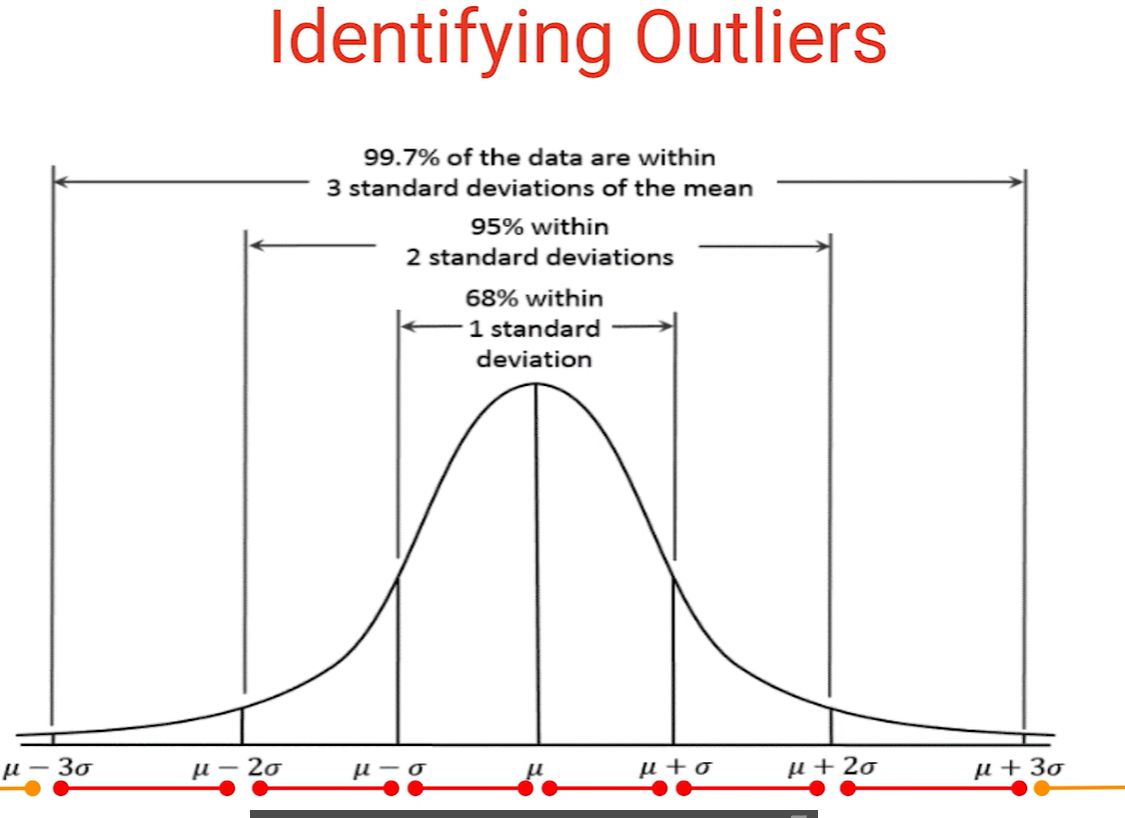 Identifying Outliers
99.7% of the data are within
3 standard deviations of the mean
95% within
2 standard deviations
68% within
1 standard
deviation
μ − 3σ μ − 2σ μ − σ μ μ + σ μ + 2σ μ + 3σ